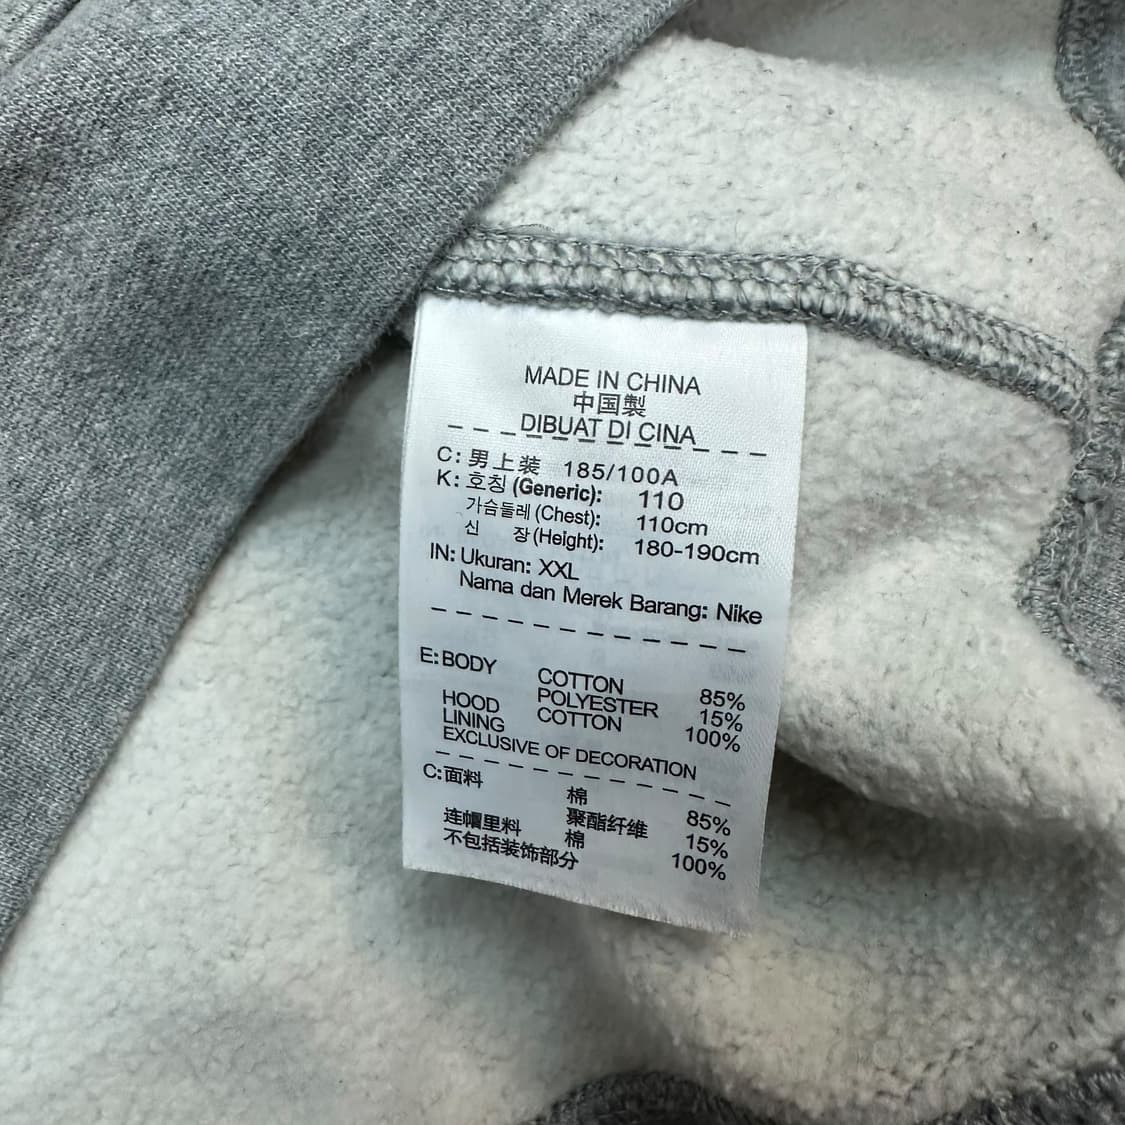 MADE IN CHINA
中国製
DIBUAT DI CINA
C: 男上装 185/100A
K: 호칭 (Generic): 110
가슴둘레 (Chest): 110cm
신 장 (Height): 180-190cm
IN: Ukuran: XXL
Nama dan Merek Barang: Nike
E: BODY COTTON 85%
POLYESTER 15%
HOOD LINING COTTON 100%
EXCLUSIVE OF DECORATION
C: 面料 棉 85%
聚酯纤维 15%
连帽里料 棉 100%
不包括装饰部分